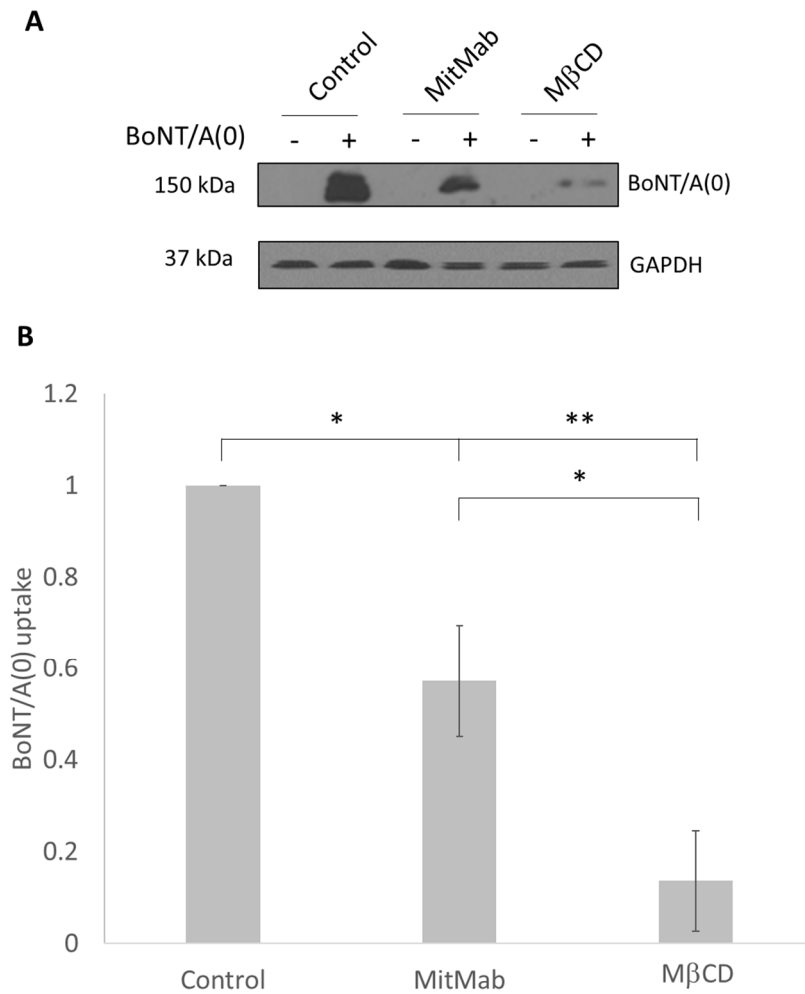 A
Control MitMab MβCD
BoNT/A(0) - + - + - +
150 kDa BoNT/A(0)
37 kDa GAPDH
B
1.2
* **
1
*
0.8
BoNT/A(0) uptake
0.6
0.4
0.2
0
Control MitMab MβCD